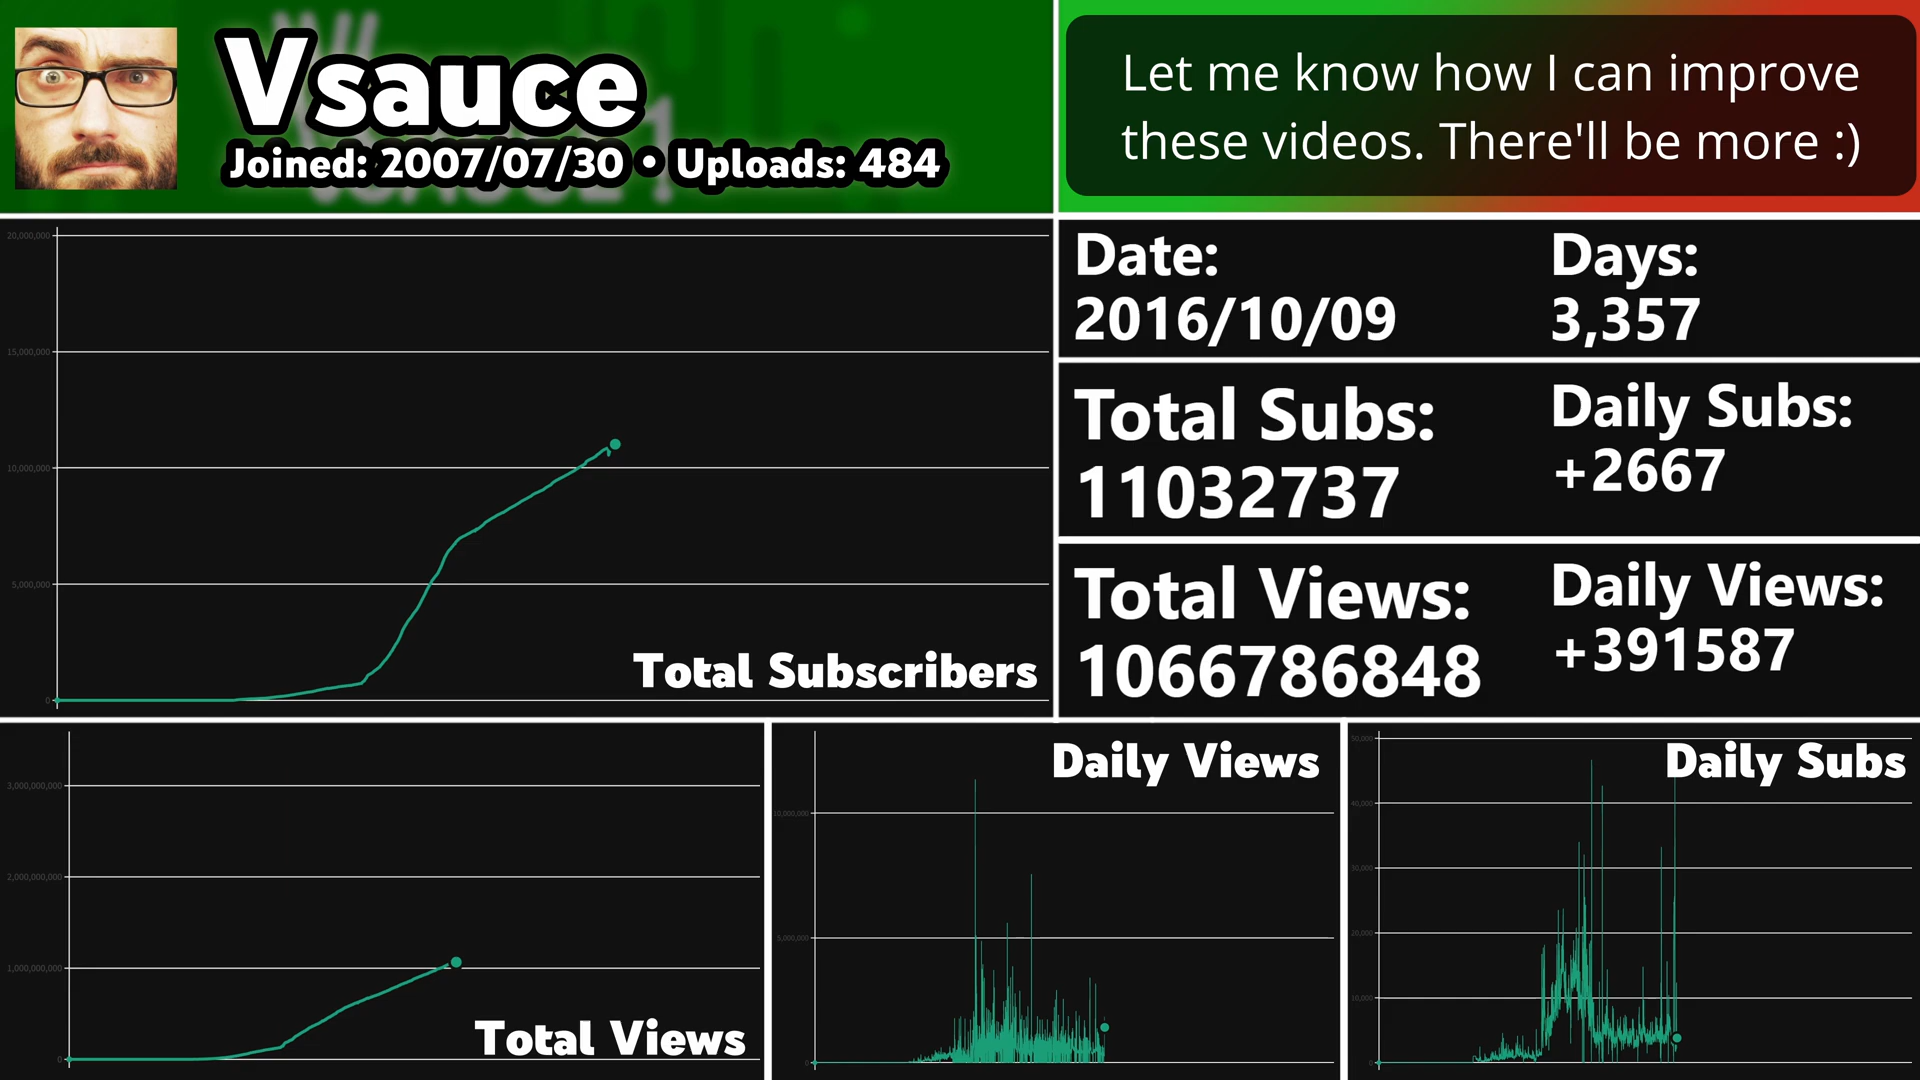 Vsauce
Joined: 2007/07/30 • Uploads: 484
Let me know how I can improve
these videos. There'll be more :)
Date:
2016/10/09
Days:
3,357
Total Subs:
11032737
Daily Subs:
+2667
Total Views:
1066786848
Daily Views:
+391587
20,000,000
15,000,000
10,000,000
5,000,000
0
Total Subscribers
3,000,000,000
2,000,000,000
1,000,000,000
0
Total Views
Daily Views
10,000,000
5,000,000
0
Daily Subs
50,000
40,000
30,000
20,000
10,000
0